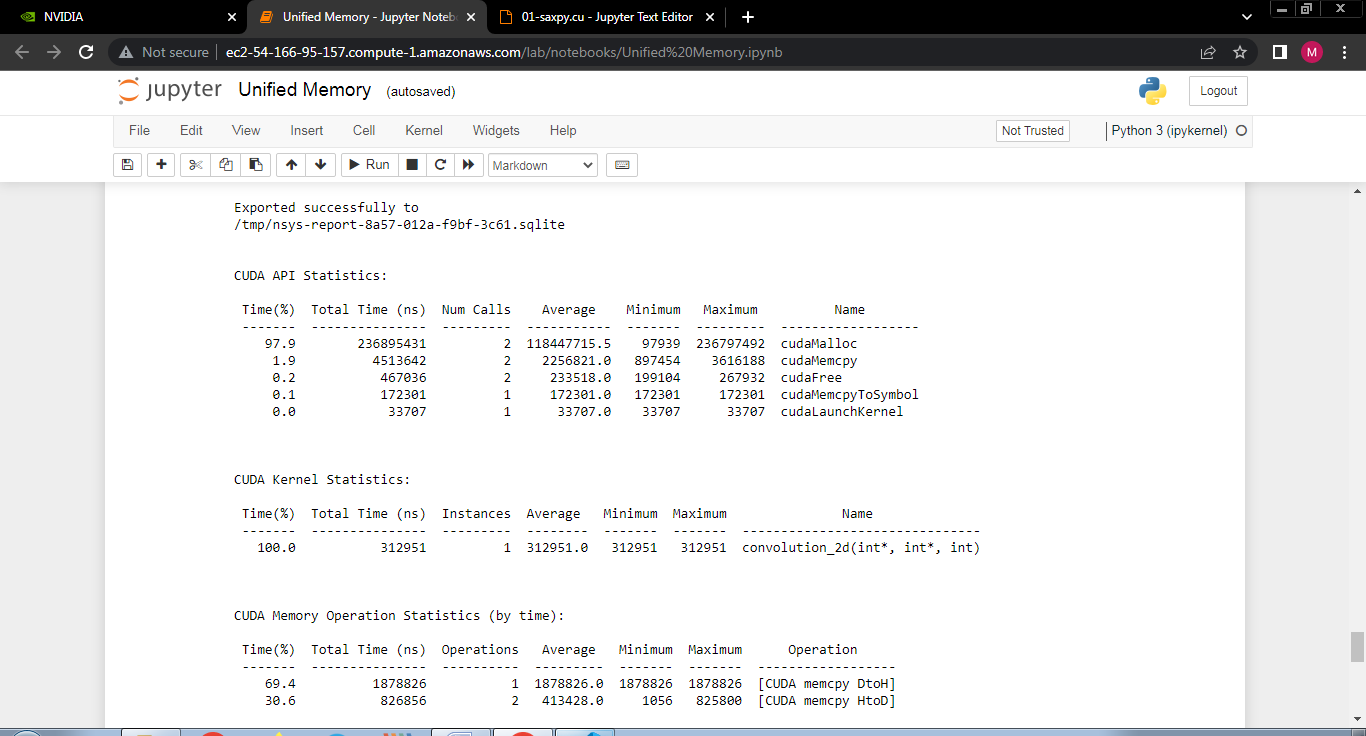 NVIDIA
Unified Memory - Jupyter Noteb
01-saxpy.cu - Jupyter Text Editor
Not secure
ec2-54-166-95-157.compute-1.amazonaws.com/lab/notebooks/Unified%20Memory.ipynb
M
jupyter Unified Memory (autosaved)
Logout
File Edit View Insert Cell Kernel Widgets Help
Not Trusted
Python 3 (ipykernel)
Run
Markdown
Exported successfully to
/tmp/nsys-report-8a57-012a-f9bf-3c61.sqlite
CUDA API Statistics:
Time(%) Total Time (ns) Num Calls Average Minimum Maximum Name
------- --------------- --------- ----------- ------- --------- ------------------
97.9 236895431 2 118447715.5 97939 236797492 cudaMalloc
1.9 4513642 2 2256821.0 897454 3616188 cudaMemcpy
0.2 467036 2 233518.0 199104 267932 cudaFree
0.1 172301 1 172301.0 172301 172301 cudaMemcpyToSymbol
0.0 33707 1 33707.0 33707 33707 cudaLaunchKernel
CUDA Kernel Statistics:
Time(%) Total Time (ns) Instances Average Minimum Maximum Name
------- --------------- --------- -------- ------- ------- -------------------------------
100.0 312951 1 312951.0 312951 312951 convolution_2d(int*, int*, int)
CUDA Memory Operation Statistics (by time):
Time(%) Total Time (ns) Operations Average Minimum Maximum Operation
------- --------------- ---------- --------- ------- ------- ------------------
69.4 1878826 1 1878826.0 1878826 1878826 [CUDA memcpy DtoH]
30.6 826856 2 413428.0 1056 825800 [CUDA memcpy HtoD]